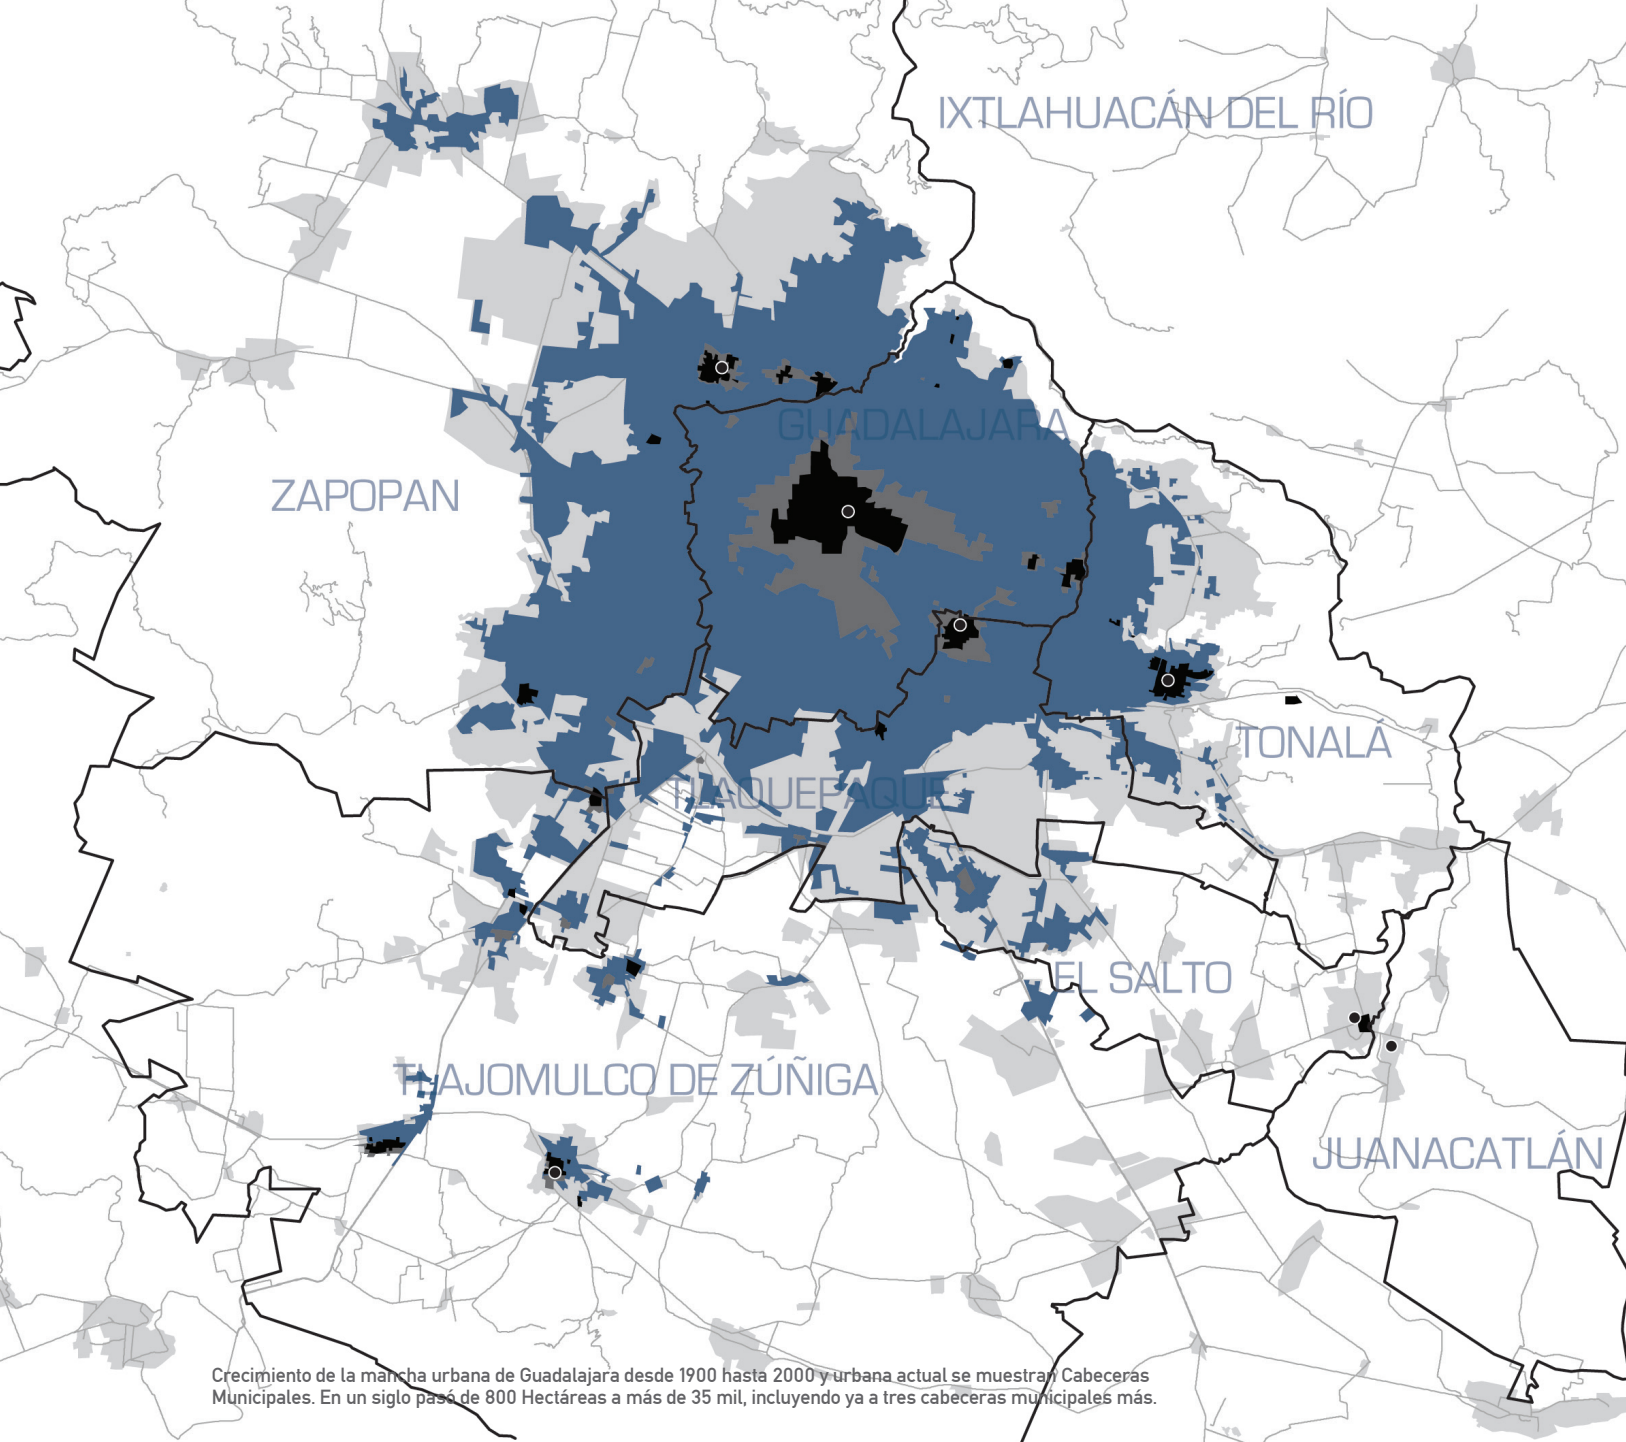 IXTLAHUACÁN DEL RÍO
GUADALAJARA
ZAPOPAN
TONALÁ
TLAQUEPAQUE
EL SALTO
TLAJOMULCO DE ZÚÑIGA
JUANACATLÁN
Crecimiento de la mancha urbana de Guadalajara desde 1900 hasta 2000 y urbana actual se muestran Cabeceras
Municipales. En un siglo pasó de 800 Hectáreas a más de 35 mil, incluyendo ya a tres cabeceras municipales más.